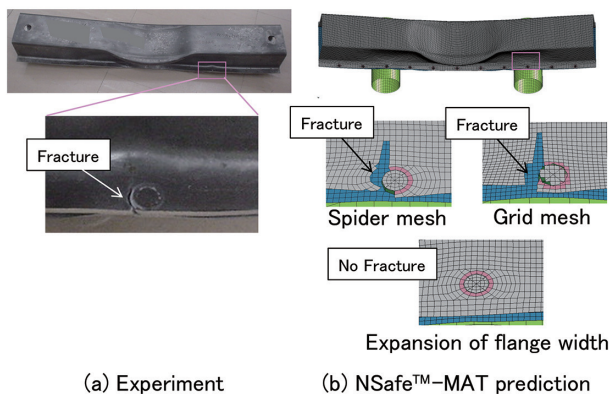 Fracture
Fracture
Fracture
Spider mesh
Grid mesh
No Fracture
Expansion of flange width
(a) Experiment
(b) NSafe™-MAT prediction